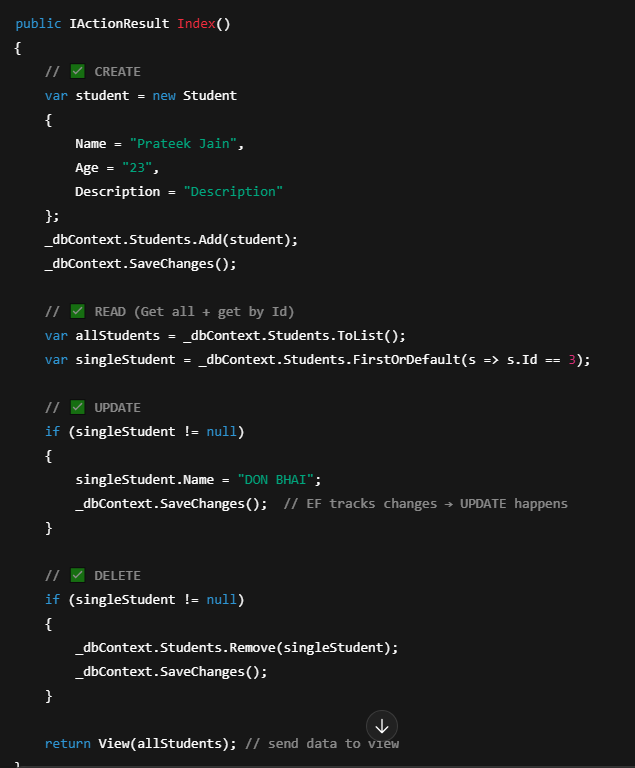 public IActionResult Index()
{
    // ✅ CREATE
    var student = new Student
    {
        Name = "Prateek Jain",
        Age = "23",
        Description = "Description"
    };
    _dbContext.Students.Add(student);
    _dbContext.SaveChanges();

    // ✅ READ (Get all + get by Id)
    var allStudents = _dbContext.Students.ToList();
    var singleStudent = _dbContext.Students.FirstOrDefault(s => s.Id == 3);

    // ✅ UPDATE
    if (singleStudent != null)
    {
        singleStudent.Name = "DON BHAI";
        _dbContext.SaveChanges();  // EF tracks changes → UPDATE happens
    }

    // ✅ DELETE
    if (singleStudent != null)
    {
        _dbContext.Students.Remove(singleStudent);
        _dbContext.SaveChanges();
    }

    return View(allStudents); // send data to view
}